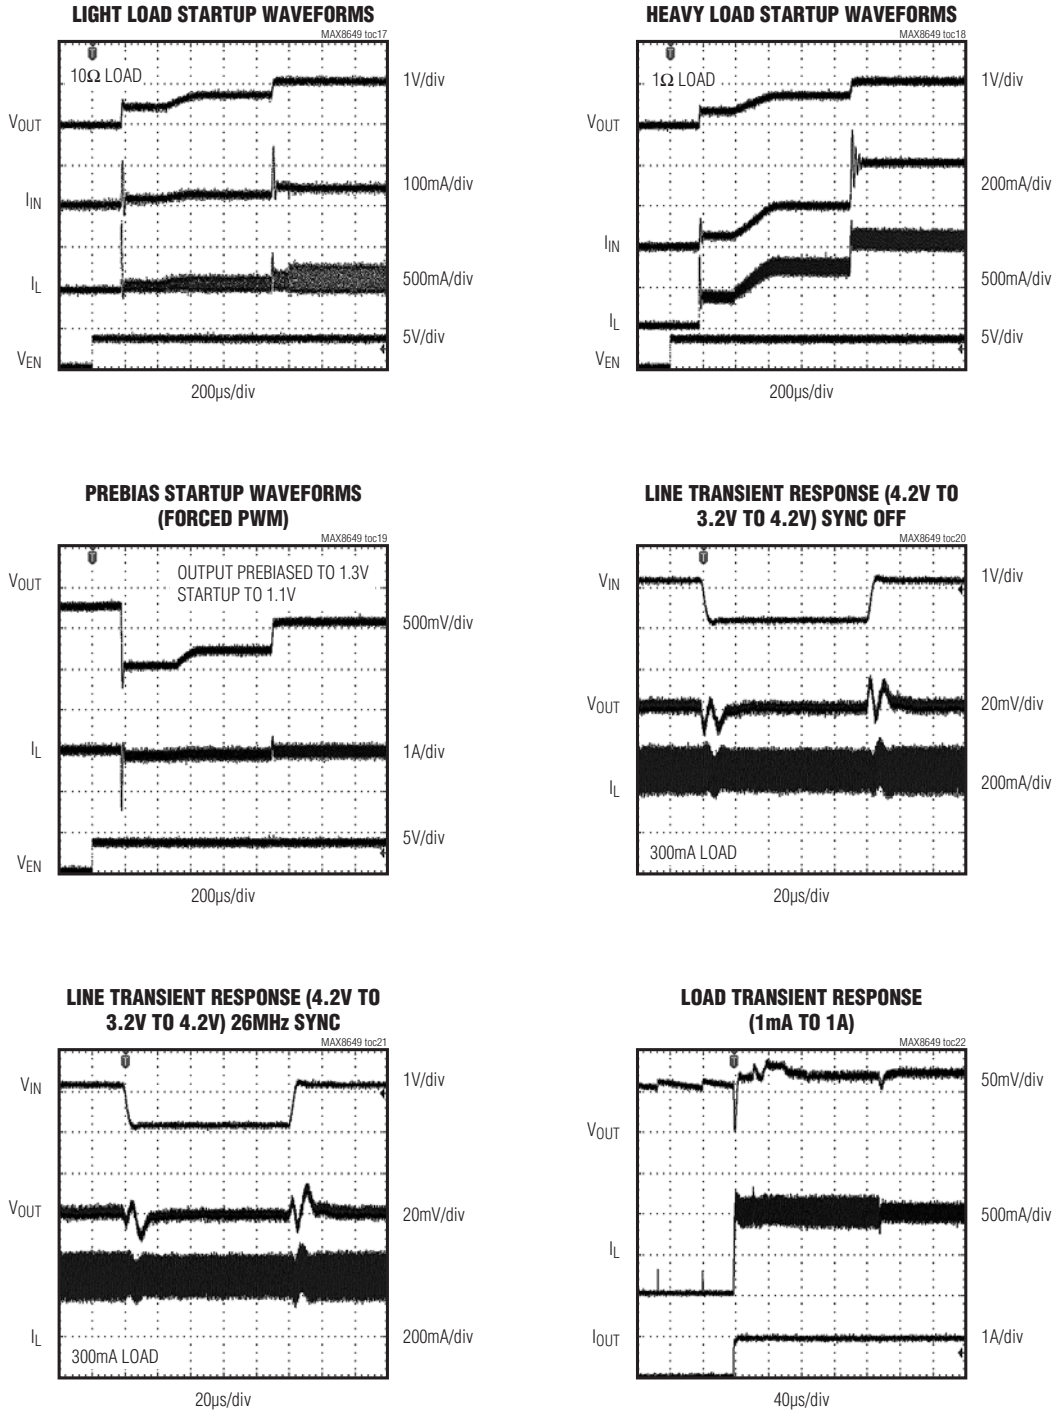 LIGHT LOAD STARTUP WAVEFORMS
MAX8649 toc17
10Ω LOAD
VOUT
1V/div
IIN
100mA/div
IL
500mA/div
VEN
5V/div
200µs/div
HEAVY LOAD STARTUP WAVEFORMS
MAX8649 toc18
1Ω LOAD
VOUT
1V/div
IIN
200mA/div
IL
500mA/div
VEN
5V/div
200µs/div
PREBIAS STARTUP WAVEFORMS
(FORCED PWM)
MAX8649 toc19
OUTPUT PREBIASED TO 1.3V
STARTUP TO 1.1V
VOUT
500mV/div
IL
1A/div
VEN
5V/div
200µs/div
LINE TRANSIENT RESPONSE (4.2V TO
3.2V TO 4.2V) SYNC OFF
MAX8649 toc20
VIN
1V/div
VOUT
20mV/div
IL
200mA/div
300mA LOAD
20µs/div
LINE TRANSIENT RESPONSE (4.2V TO
3.2V TO 4.2V) 26MHz SYNC
MAX8649 toc21
VIN
1V/div
VOUT
20mV/div
IL
200mA/div
300mA LOAD
20µs/div
LOAD TRANSIENT RESPONSE
(1mA TO 1A)
MAX8649 toc22
50mV/div
VOUT
500mA/div
IL
IOUT
1A/div
40µs/div